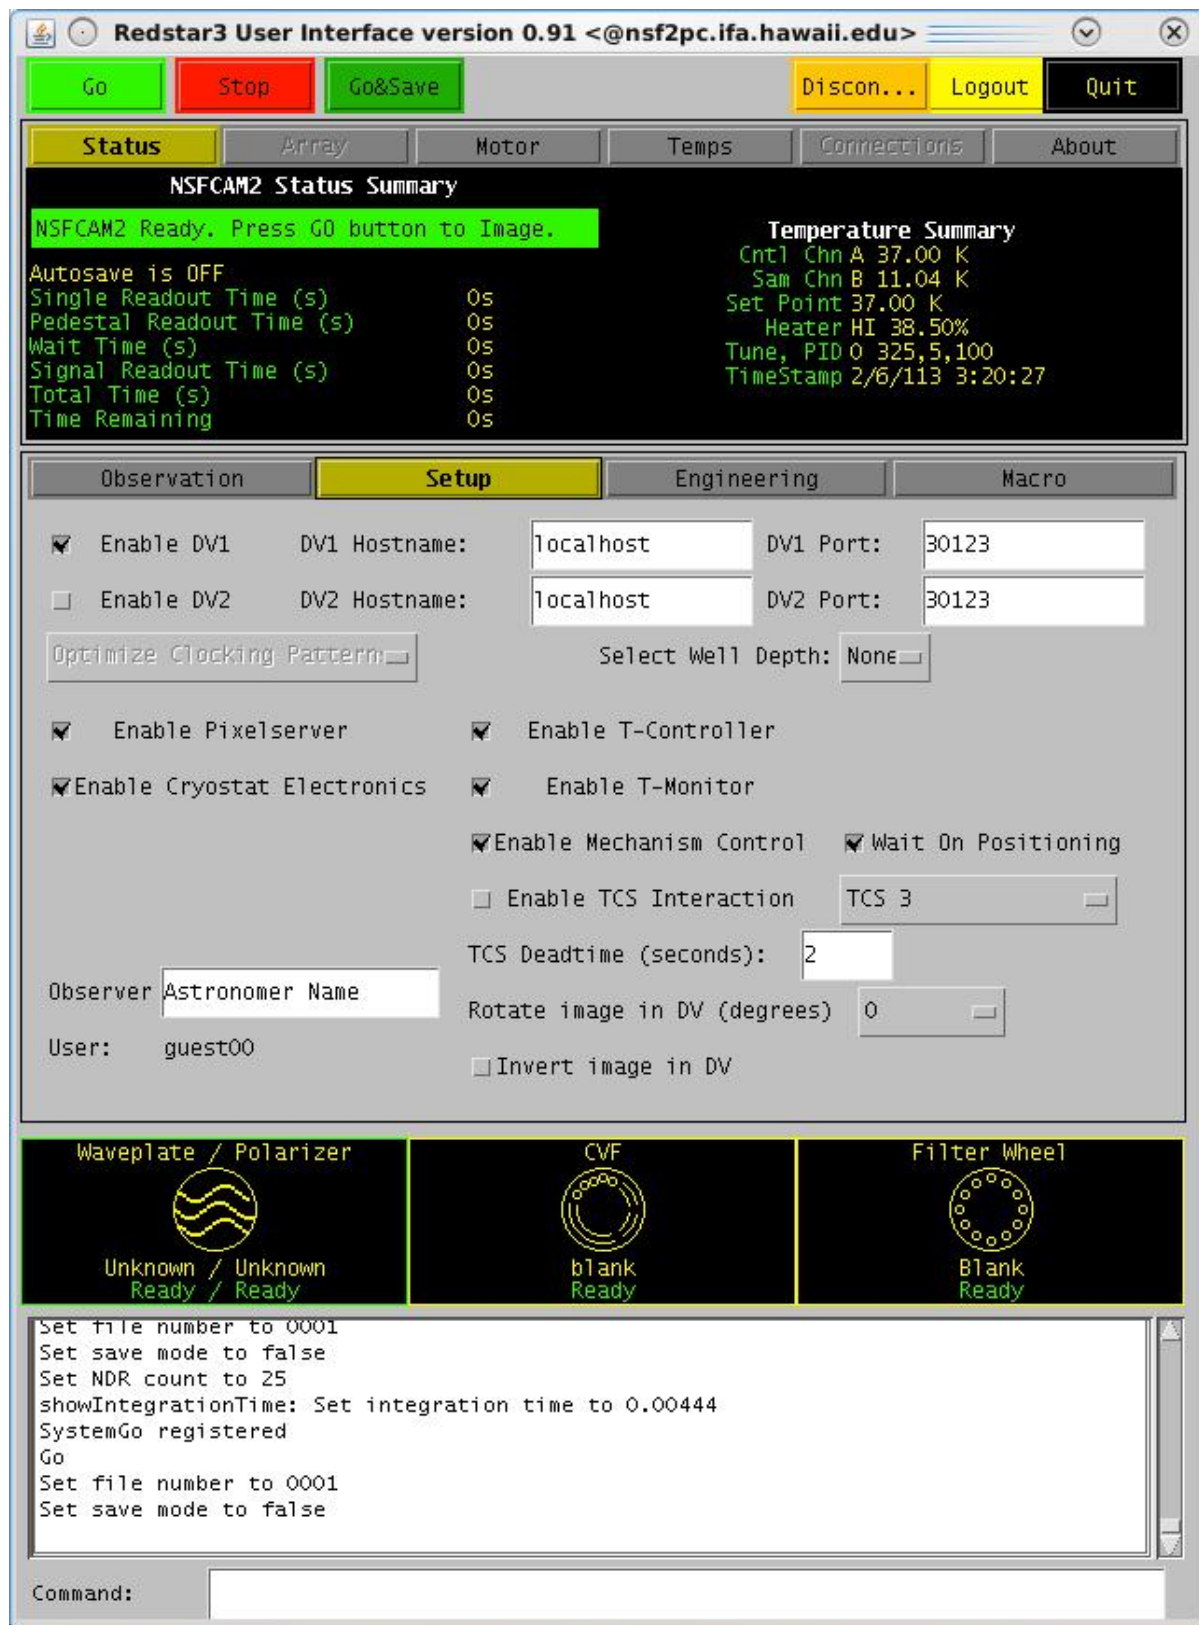 Redstar3 User Interface version 0.91 <@nsf2pc.ifa.hawaii.edu>
Go Stop Go&Save Discon... Logout Quit
Status Array Motor Temps Connections About
NSFCAM2 Status Summary
NSFCAM2 Ready. Press GO button to Image.
Autosave is OFF
Single Readout Time (s) 0s
Pedestal Readout Time (s) 0s
Wait Time (s) 0s
Signal Readout Time (s) 0s
Total Time (s) 0s
Time Remaining 0s
Temperature Summary
Cntl Chn A 37.00 K
Sam Chn B 11.04 K
Set Point 37.00 K
Heater HI 38.50%
Tune, PID 0 325,5,100
TimeStamp 2/6/113 3:20:27
Observation Setup Engineering Macro
Enable DV1 DV1 Hostname: localhost DV1 Port: 30123
Enable DV2 DV2 Hostname: localhost DV2 Port: 30123
Optimize Clocking Pattern Select Well Depth: None
Enable Pixelserver Enable T-Controller
Enable Cryostat Electronics Enable T-Monitor
Enable Mechanism Control Wait On Positioning
Enable TCS Interaction TCS 3
TCS Deadtime (seconds): 2
Observer Astronomer Name
Rotate image in DV (degrees) 0
User: guest00
Invert image in DV
Waveplate / Polarizer
Unknown / Unknown
Ready / Ready
CVF
blank
Ready
Filter Wheel
Blank
Ready
Set file number to 0001
Set save mode to false
Set NDR count to 25
showIntegrationTime: Set integration time to 0.00444
SystemGo registered
Go
Set file number to 0001
Set save mode to false
Command: